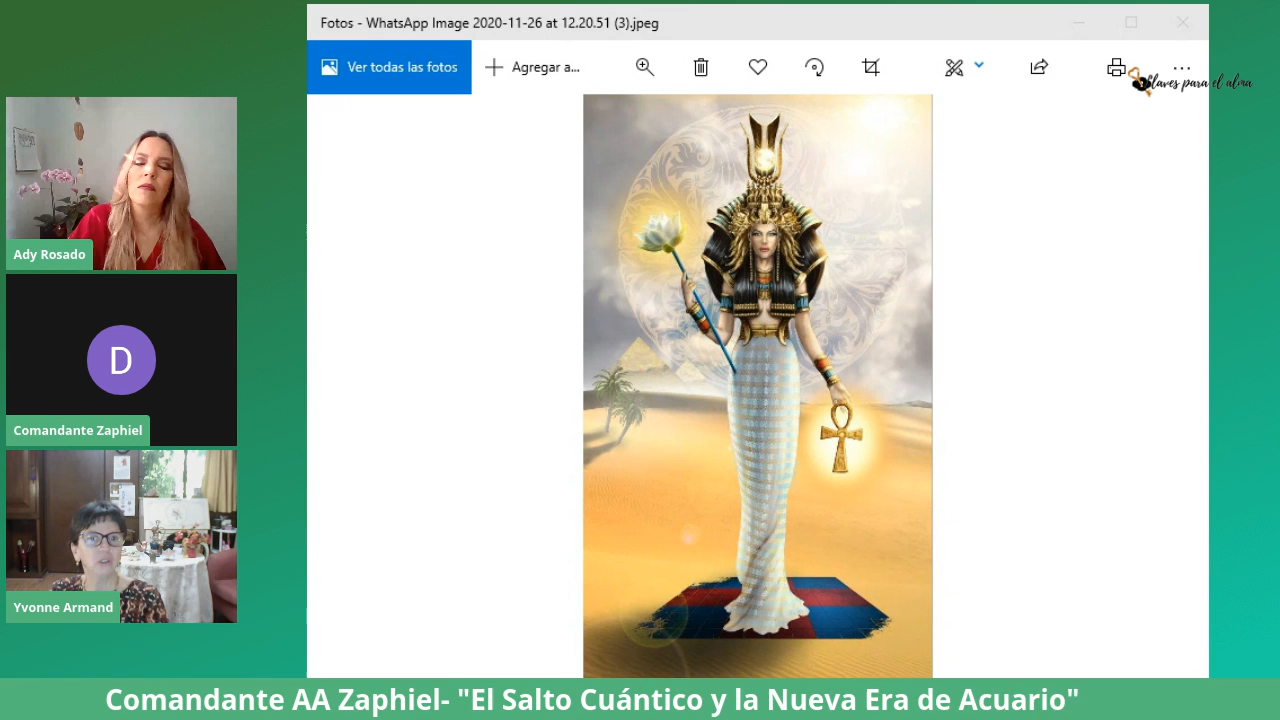 Fotos - WhatsApp Image 2020-11-26 at 12.20.51 (3).jpeg
Ver todas las fotos
Agregar a...
Claves para el alma
Ady Rosado
D
Comandante Zaphiel
Yvonne Armand
Comandante AA Zaphiel- "El Salto Cuántico y la Nueva Era de Acuario"